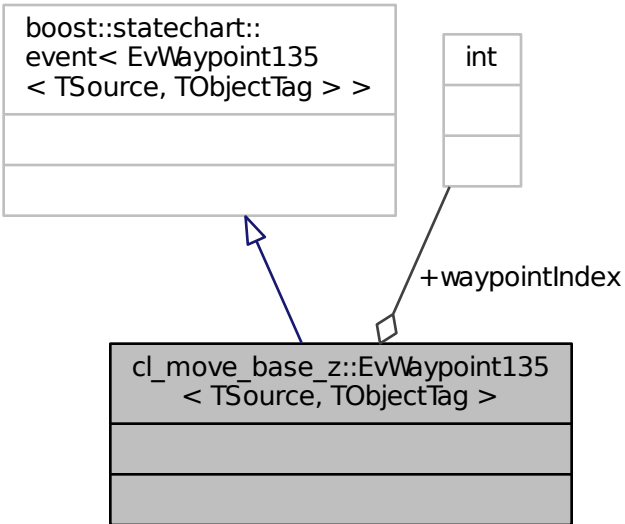 boost::statechart::
event< EvWaypoint135
< TSource, TObjectTag > >
int
+waypointIndex
cl_move_base_z::EvWaypoint135
< TSource, TObjectTag >